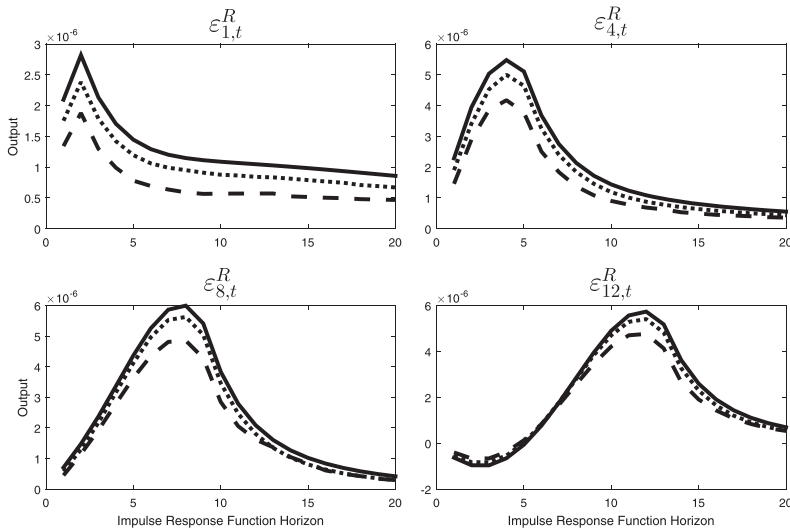 ε^R_{1,t}
×10^-6
3
2.5
2
1.5
1
0.5
0
Output
0 5 10 15 20
ε^R_{4,t}
×10^-6
6
5
4
3
2
1
0
0 5 10 15 20
ε^R_{8,t}
×10^-6
6
5
4
3
2
1
0
Output
0 5 10 15 20
Impulse Response Function Horizon
ε^R_{12,t}
×10^-6
6
4
2
0
-2
0 5 10 15 20
Impulse Response Function Horizon